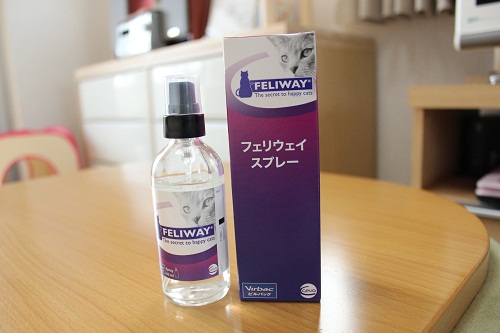 FELIWAY
The secret to happy cats
フェリウェイ
スプレー
Virbac
ビルバック
Ceva
FELIWAY
The secret to happy cats